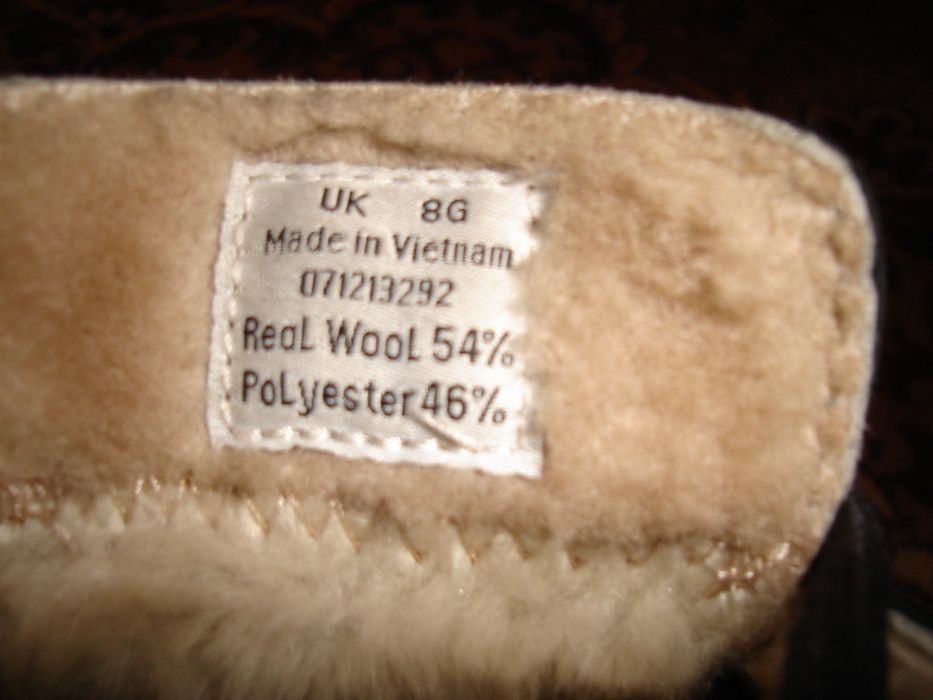 UK 8G
Made in Vietnam
071213292
Real Wool 54%
Polyester 46%